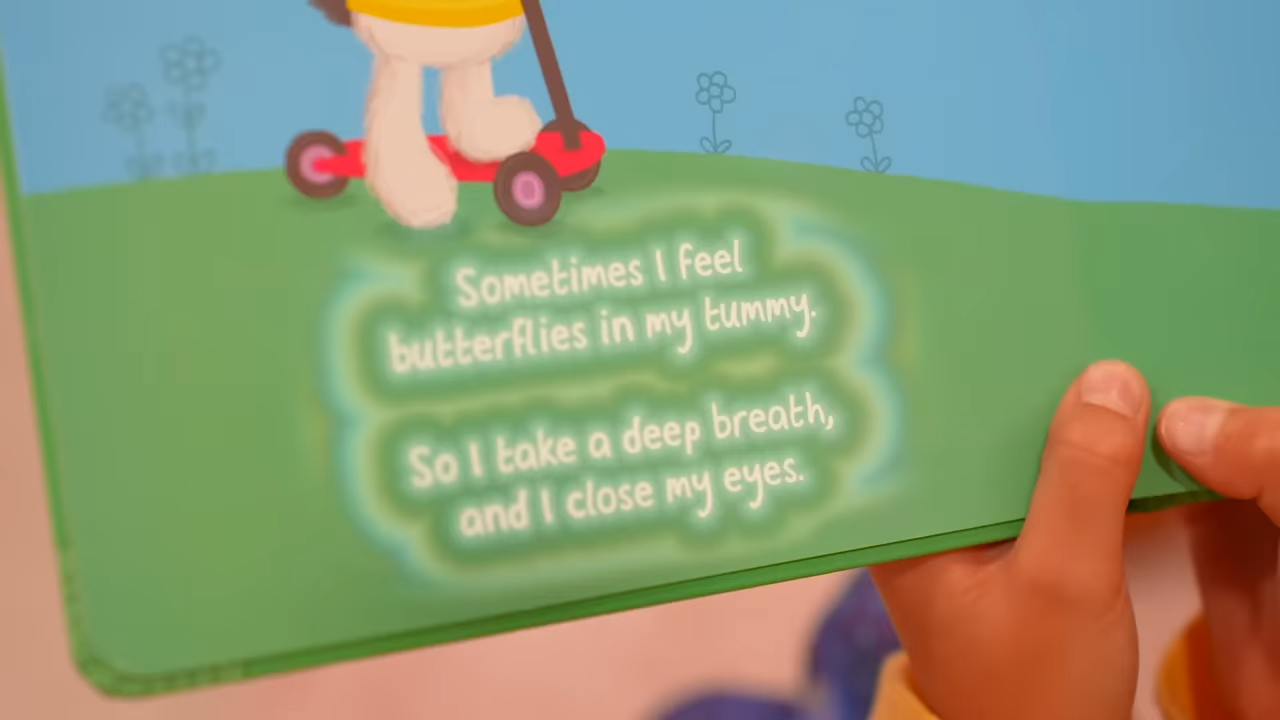 Sometimes I feel
butterflies in my tummy.
So I take a deep breath,
and I close my eyes.